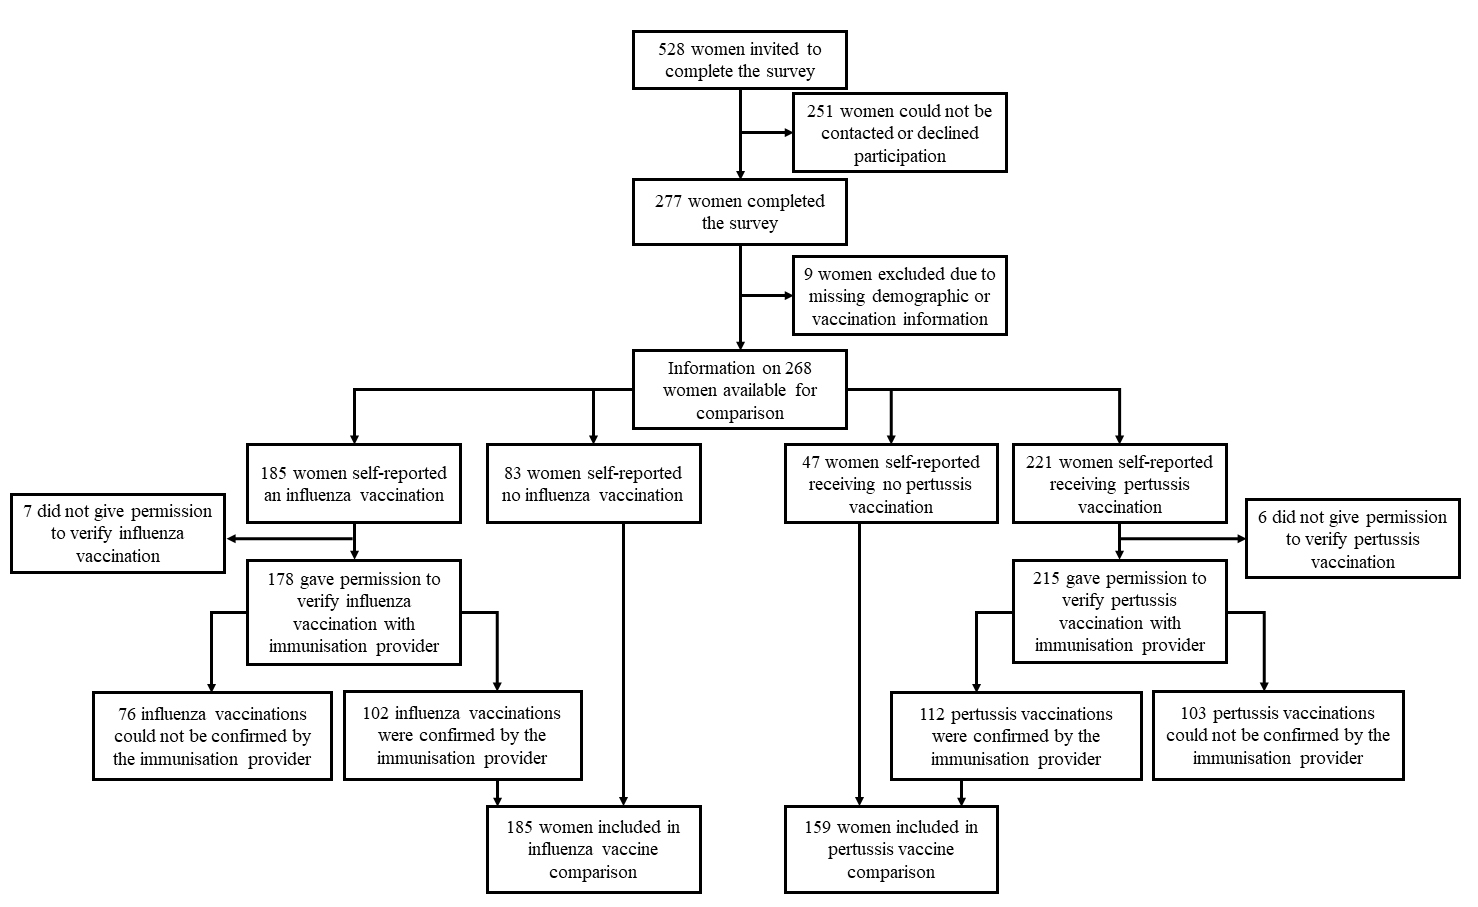 528 women invited to
complete the survey
251 women could not be
contacted or declined
participation
277 women completed
the survey
9 women excluded due to
missing demographic or
vaccination information
Information on 268
women available for
comparison
185 women self-reported
an influenza vaccination
83 women self-reported
no influenza vaccination
47 women self-reported
receiving no pertussis
vaccination
221 women self-reported
receiving pertussis
vaccination
7 did not give permission
to verify influenza
vaccination
6 did not give permission
to verify pertussis
vaccination
178 gave permission to
verify influenza
vaccination with
immunisation provider
215 gave permission to
verify pertussis
vaccination with
immunisation provider
76 influenza vaccinations
could not be confirmed by
the immunisation provider
102 influenza vaccinations
were confirmed by the
immunisation provider
112 pertussis vaccinations
were confirmed by the
immunisation provider
103 pertussis vaccinations
could not be confirmed by the
immunisation provider
185 women included in
influenza vaccine
comparison
159 women included in
pertussis vaccine
comparison